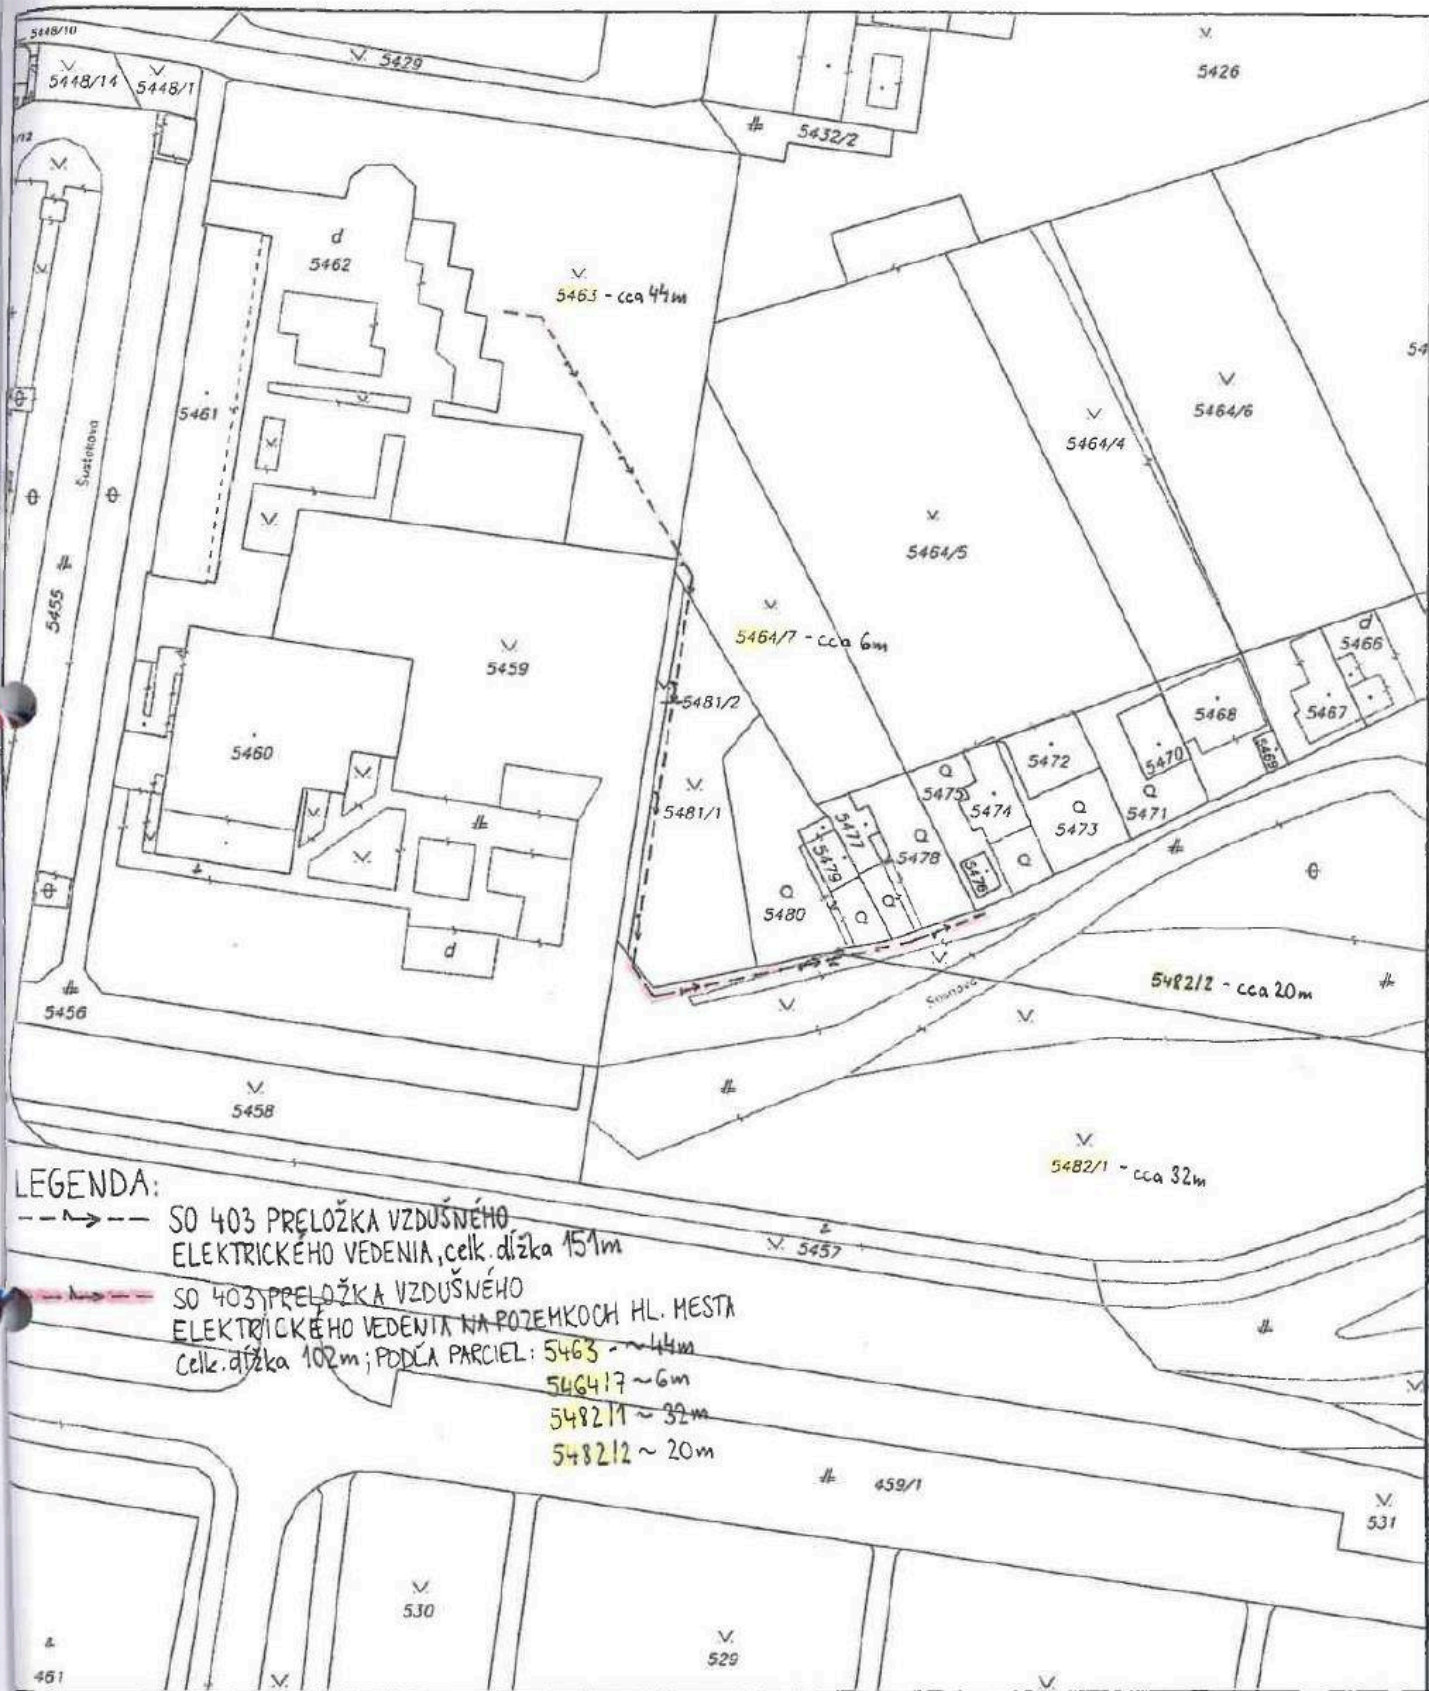 5448/10
5429
5426
5448/14
5448/1
5432/2
d
5462
5463 - cca 44m
5461
5464/6
5464/4
Šustekova
5464/5
5455
5464/7 - cca 6m
d
5466
5459
5481/2
5468
5467
5460
5472
5470
5469
5475
5474
5471
5481/1
5473
5477
5478
5479
5476
5480
d
5482/2 - cca 20m
5456
5458
5482/1 - cca 32m
LEGENDA:
SO 403 PRELOŽKA VZDUŠNÉHO
ELEKTRICKÉHO VEDENIA, celk. dĺžka 151m
5457
SO 403 PRELOŽKA VZDUŠNÉHO
ELEKTRICKÉHO VEDENIA NA POZEMKOCH HL. MESTA
Celk. dĺžka 102m; PODĽA PARCIEL: 5463 - ~ 44m
5464/7 ~ 6m
5482/1 ~ 32m
5482/2 ~ 20m
459/1
531
530
529
461